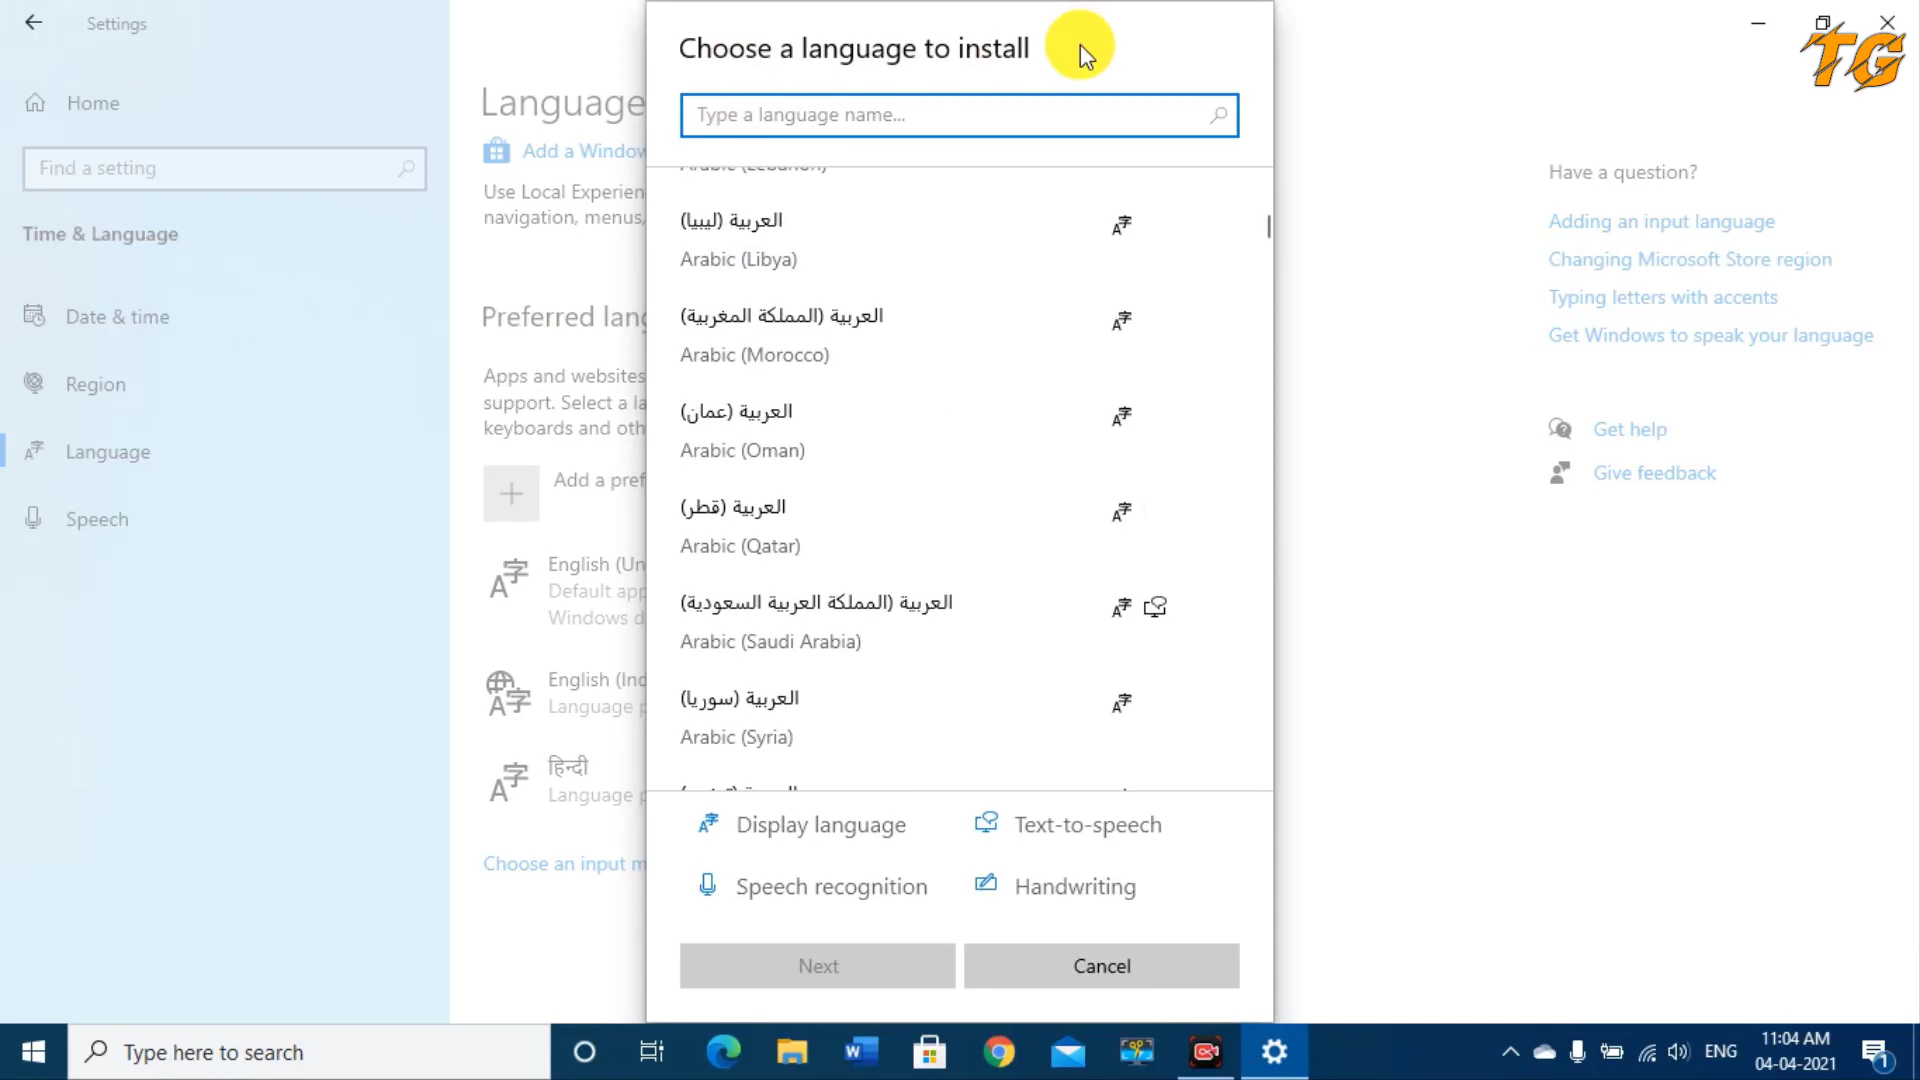 Settings
TG
Home
Find a setting
Time & Language
Date & time
Region
Language
Speech
Language
Add a Window
Use Local Experien
navigation, menus,
Preferred lang
Apps and websites
support. Select a la
keyboards and oth
Add a pref
English (Un
Default app
Windows d
English (Ind
Language p
हिन्दी
Language p
Choose an input m
Choose a language to install
Type a language name...
Arabic (Lebanon)
العربية (ليبيا)
Arabic (Libya)
العربية (المملكة المغربية)
Arabic (Morocco)
العربية (عمان)
Arabic (Oman)
العربية (قطر)
Arabic (Qatar)
العربية (المملكة العربية السعودية)
Arabic (Saudi Arabia)
العربية (سوريا)
Arabic (Syria)
Display language
Text-to-speech
Speech recognition
Handwriting
Next
Cancel
Have a question?
Adding an input language
Changing Microsoft Store region
Typing letters with accents
Get Windows to speak your language
Get help
Give feedback
Type here to search
ENG
11:04 AM
04-04-2021
1